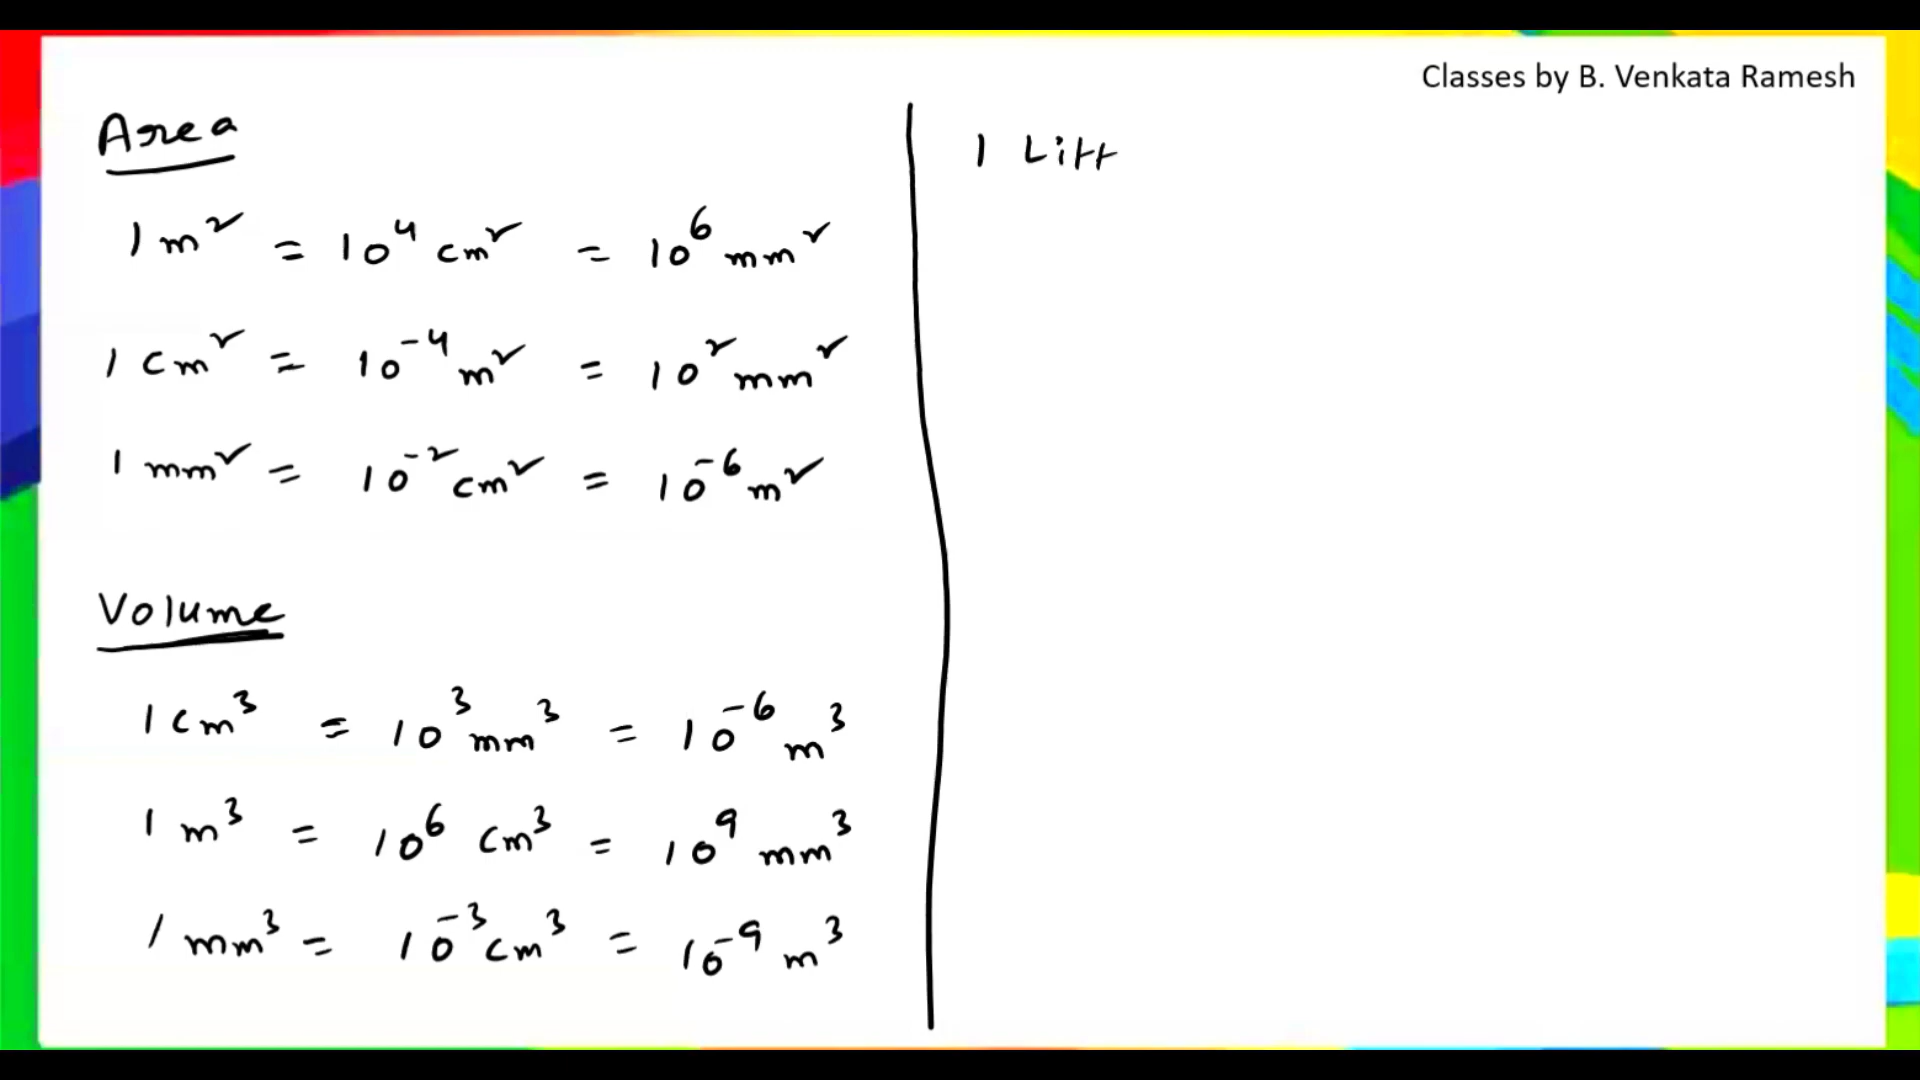 Classes by B. Venkata Ramesh
Area
1 m² = 10⁴ cm² = 10⁶ mm²
1 cm² = 10⁻⁴ m² = 10² mm²
1 mm² = 10⁻² cm² = 10⁻⁶ m²
Volume
1 cm³ = 10³ mm³ = 10⁻⁶ m³
1 m³ = 10⁶ cm³ = 10⁹ mm³
1 mm³ = 10⁻³ cm³ = 10⁻⁹ m³
1 Litr